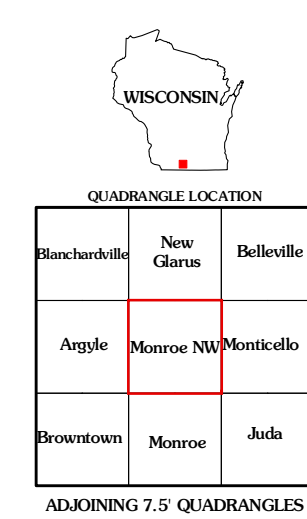 WISCONSIN
QUADRANGLE LOCATION
Blanchardville
New
Glarus
Belleville
Argyle
Monroe NW
Monticello
Browntown
Monroe
Juda
ADJOINING 7.5' QUADRANGLES